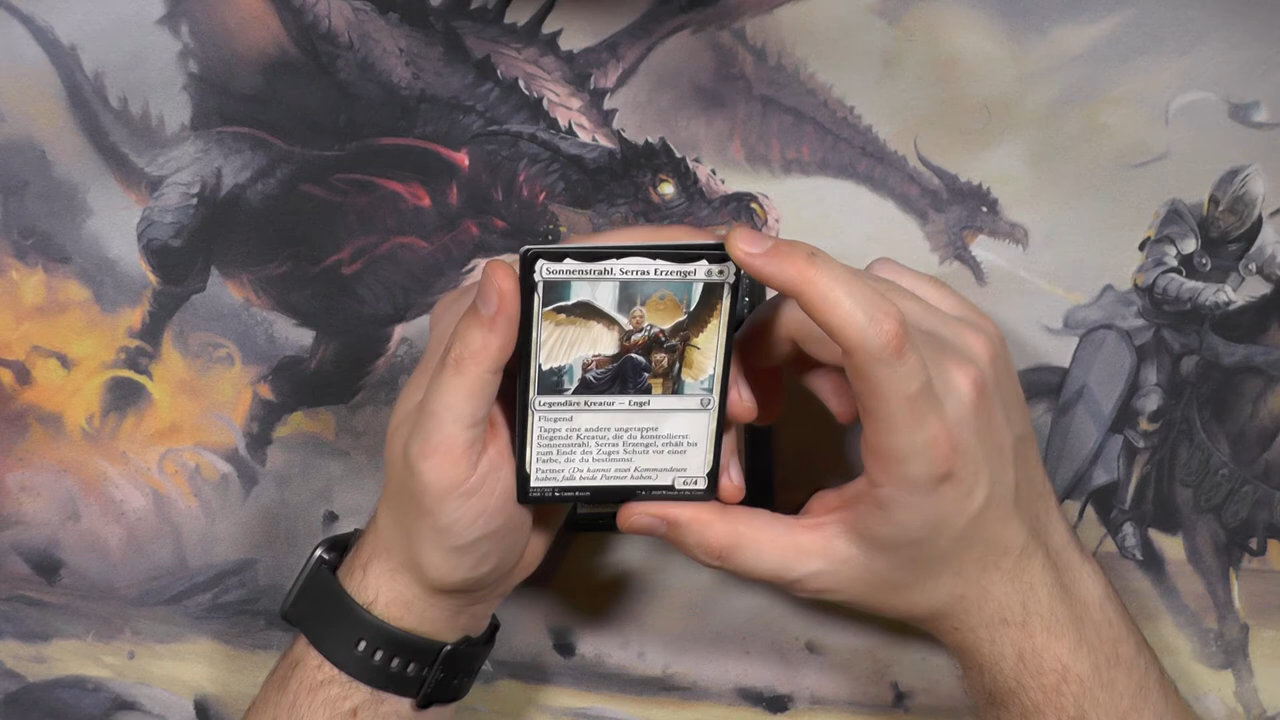 Sonnenstrahl, Serras Erzengel 6
Legendäre Kreatur — Engel
Fliegend
Tappe eine andere ungetappte
fliegende Kreatur, die du kontrollierst:
Sonnenstrahl, Serras Erzengel, erhält bis
zum Ende des Zuges Schutz vor einer
Farbe, die du bestimmst.
Partner (Du kannst zwei Kommandeure
haben, falls beide Partner haben.)
6/4